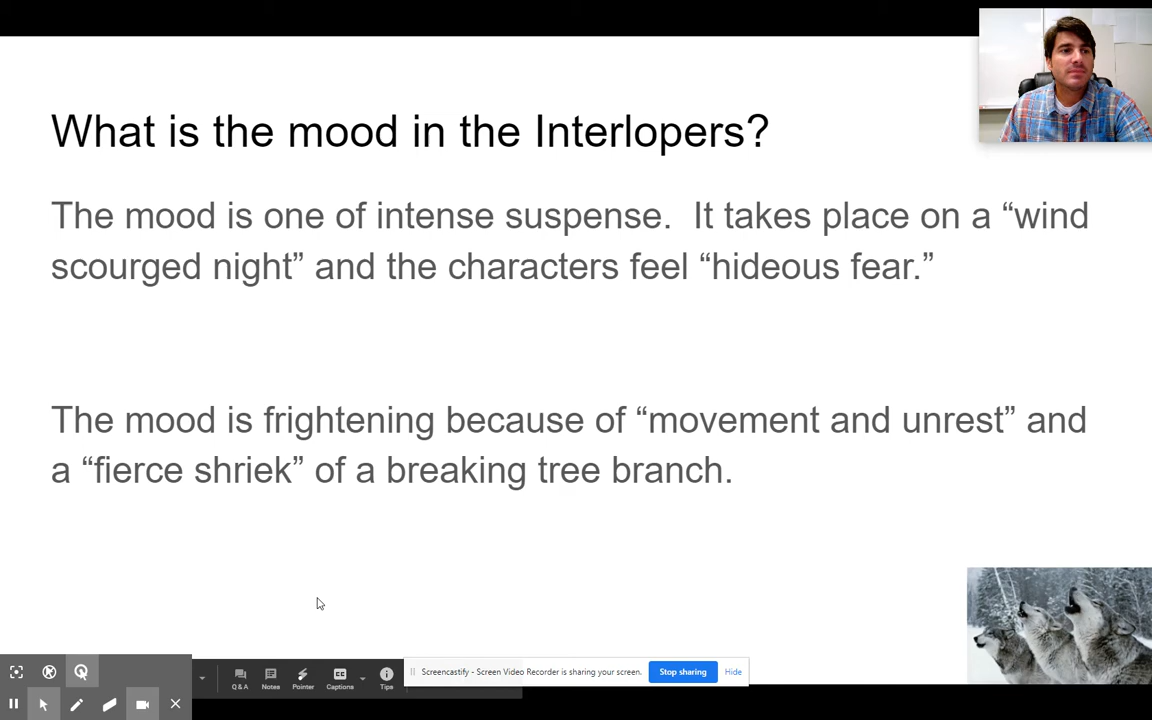 What is the mood in the Interlopers?
The mood is one of intense suspense.  It takes place on a “wind
scourged night” and the characters feel “hideous fear.”
The mood is frightening because of “movement and unrest” and
a “fierce shriek” of a breaking tree branch.
Q & A Notes Pointer Captions Tips
Screencastify - Screen Video Recorder is sharing your screen. Stop sharing Hide